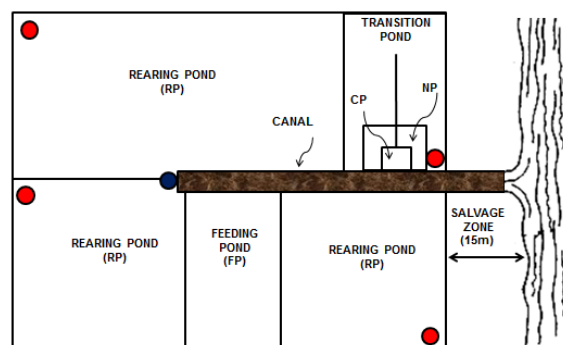 TRANSITION
POND
REARING POND
(RP)
CP
NP
CANAL
REARING POND
(RP)
FEEDING
POND
(FP)
REARING POND
(RP)
SALVAGE
ZONE
(15m)